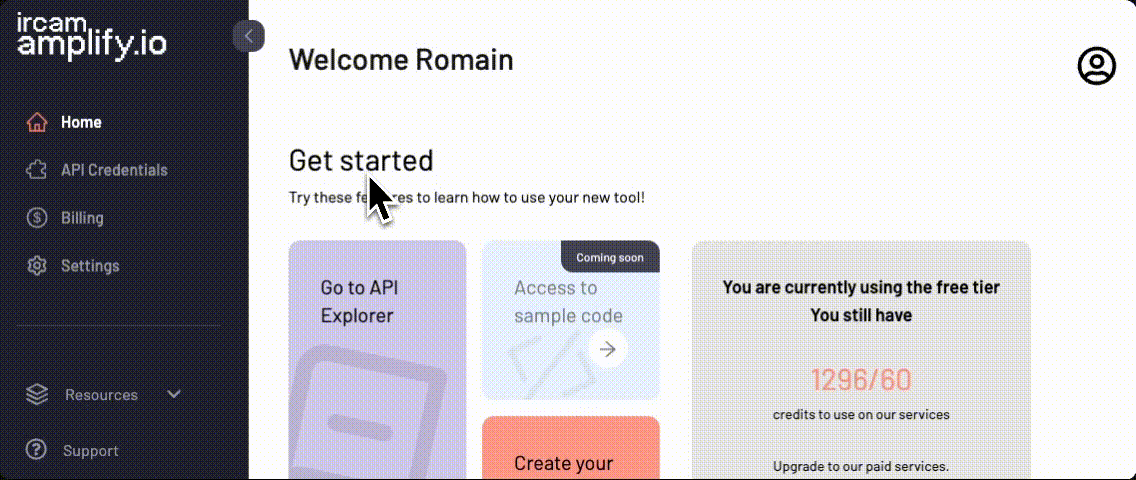 ircam
amplify.io
Home
API Credentials
Billing
Settings
Resources
Support
Welcome Romain
Get started
Try these res to learn how to use your new tool!
Go to API
Explorer
Coming soon
Access to
sample code
Create your
You are currently using the free tier
You still have
1296/60
credits to use on our services
Upgrade to our paid services.